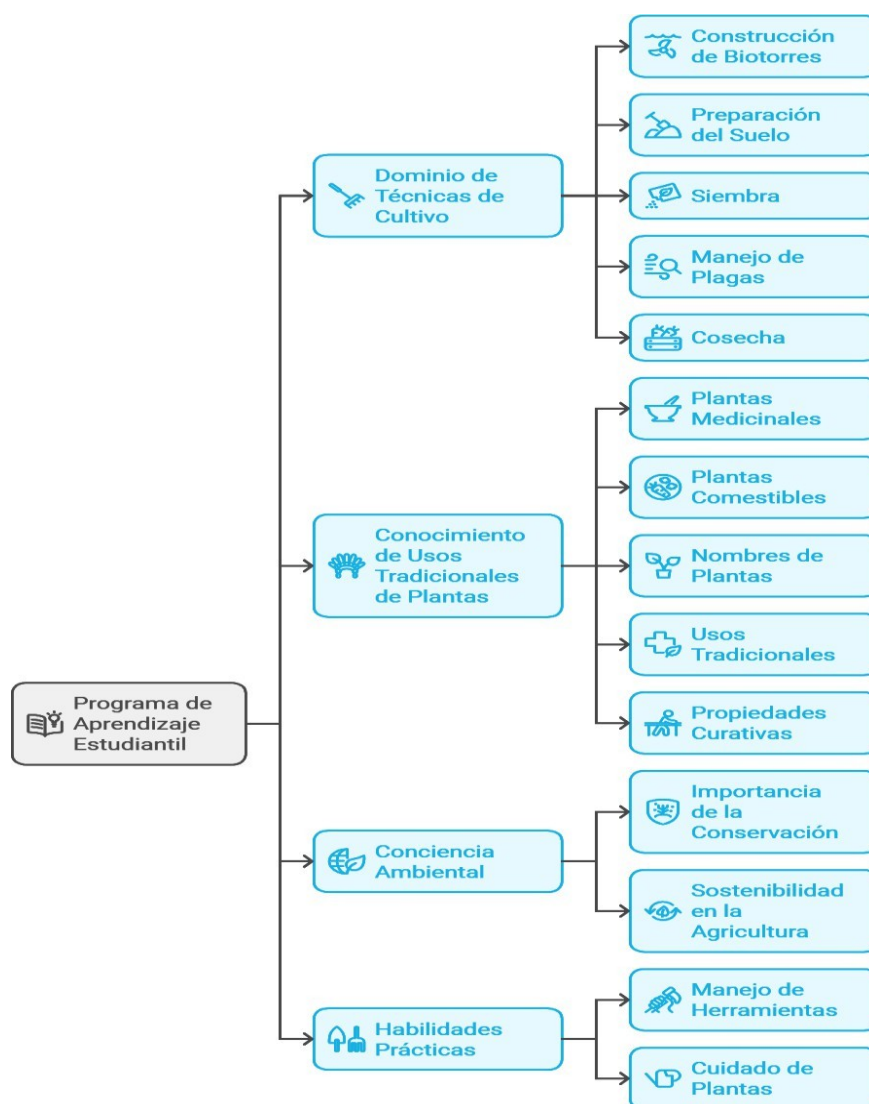 Programa de
Aprendizaje
Estudiantil
Dominio de
Técnicas de
Cultivo
Construcción
de Biotorres
Preparación
del Suelo
Siembra
Manejo de
Plagas
Cosecha
Conocimiento
de Usos
Tradicionales
de Plantas
Plantas
Medicinales
Plantas
Comestibles
Nombres de
Plantas
Usos
Tradicionales
Propiedades
Curativas
Conciencia
Ambiental
Importancia
de la
Conservación
Sostenibilidad
en la
Agricultura
Habilidades
Prácticas
Manejo de
Herramientas
Cuidado de
Plantas